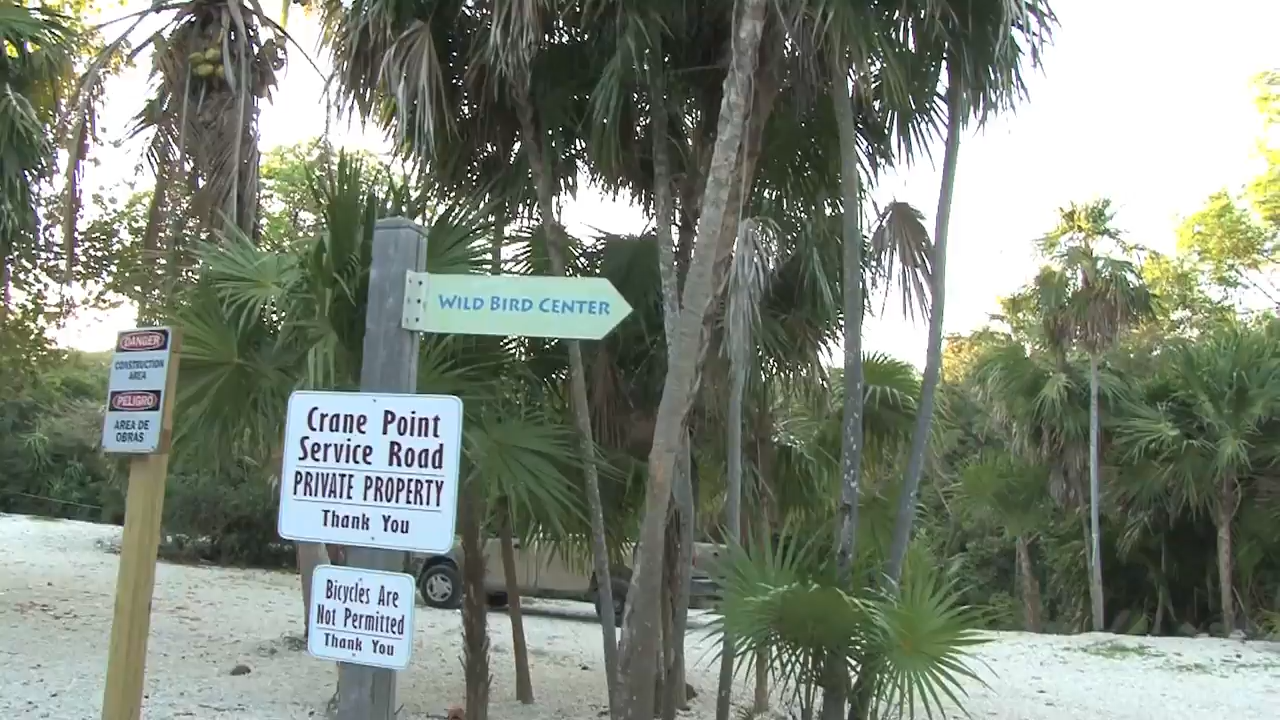 WILD BIRD CENTER
DANGER
CONSTRUCTION
AREA
PELIGRO
AREA DE
OBRAS
Crane Point
Service Road
PRIVATE PROPERTY
Thank You
Bicycles Are
Not Permitted
Thank You